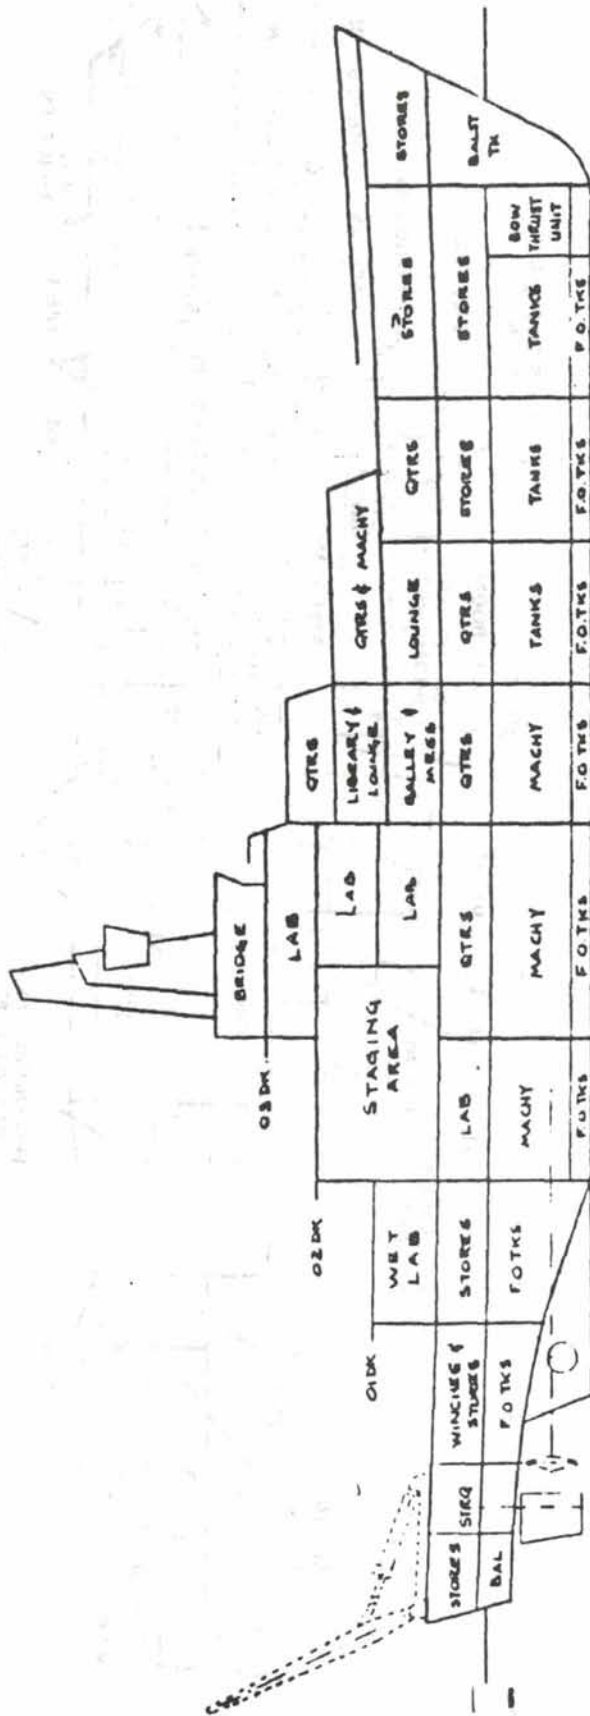 BRIDGE
03 DK
LAB
QTRS
02 DK
STAGING
AREA
LAB
LIBRARY &
LOUNGE
QTRS & MACHY
01 DK
WET
LAB
LAB
GALLEY &
MESS
LOUNGE
QTRS
STORES
STORES
STORES
STRG
WINCHES &
STORES
STORES
LAB
QTRS
QTRS
QTRS
STORES
STORES
BALST
TK
BAL
F O TKS
F O TKS
MACHY
MACHY
MACHY
TANKS
TANKS
TANKS
BOW
THRUST
UNIT
F.O TKS
F O TKS
F.O TKS
F.O.TKS
F.O.TKS
F.O.TKS